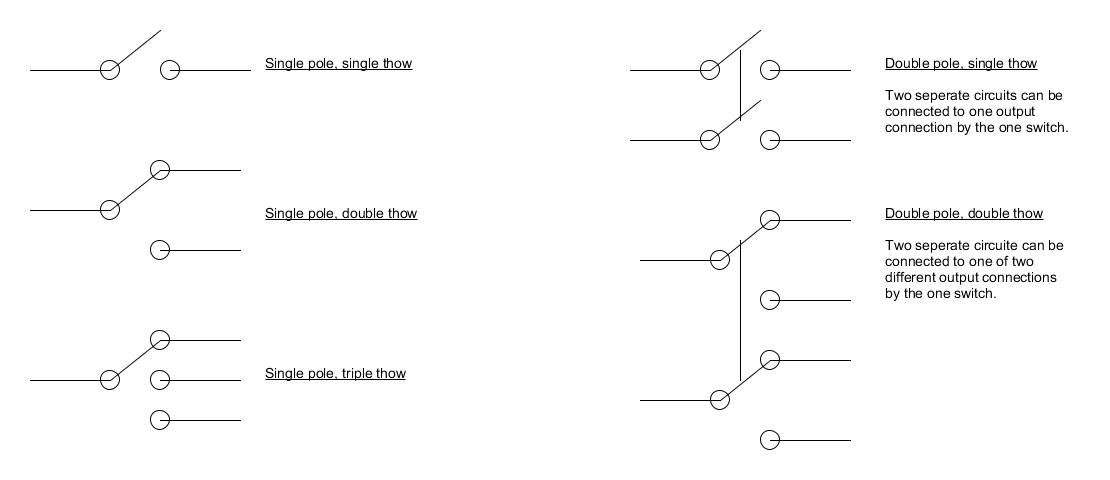 Single pole, single thow
Single pole, double thow
Single pole, triple thow
Double pole, single thow
Two seperate circuits can be
connected to one output
connection by the one switch.
Double pole, double thow
Two seperate circuite can be
connected to one of two
different output connections
by the one switch.